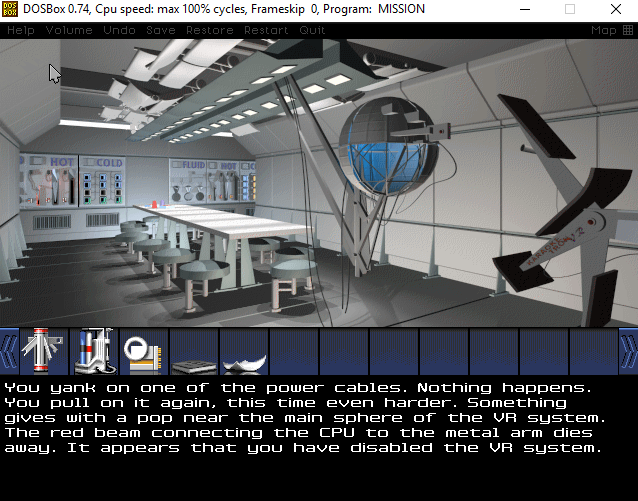 DOSBox 0.74, Cpu speed: max 100% cycles, Frameskip 0, Program: MISSION
Help Volume Undo Save Restore Restart Quit Map
HOT COLD FLUID HOT
You yank on one of the power cables. Nothing happens.
You pull on it again, this time even harder. Something
gives with a pop near the main sphere of the VR system.
The red beam connecting the CPU to the metal arm dies
away. It appears that you have disabled the VR system.